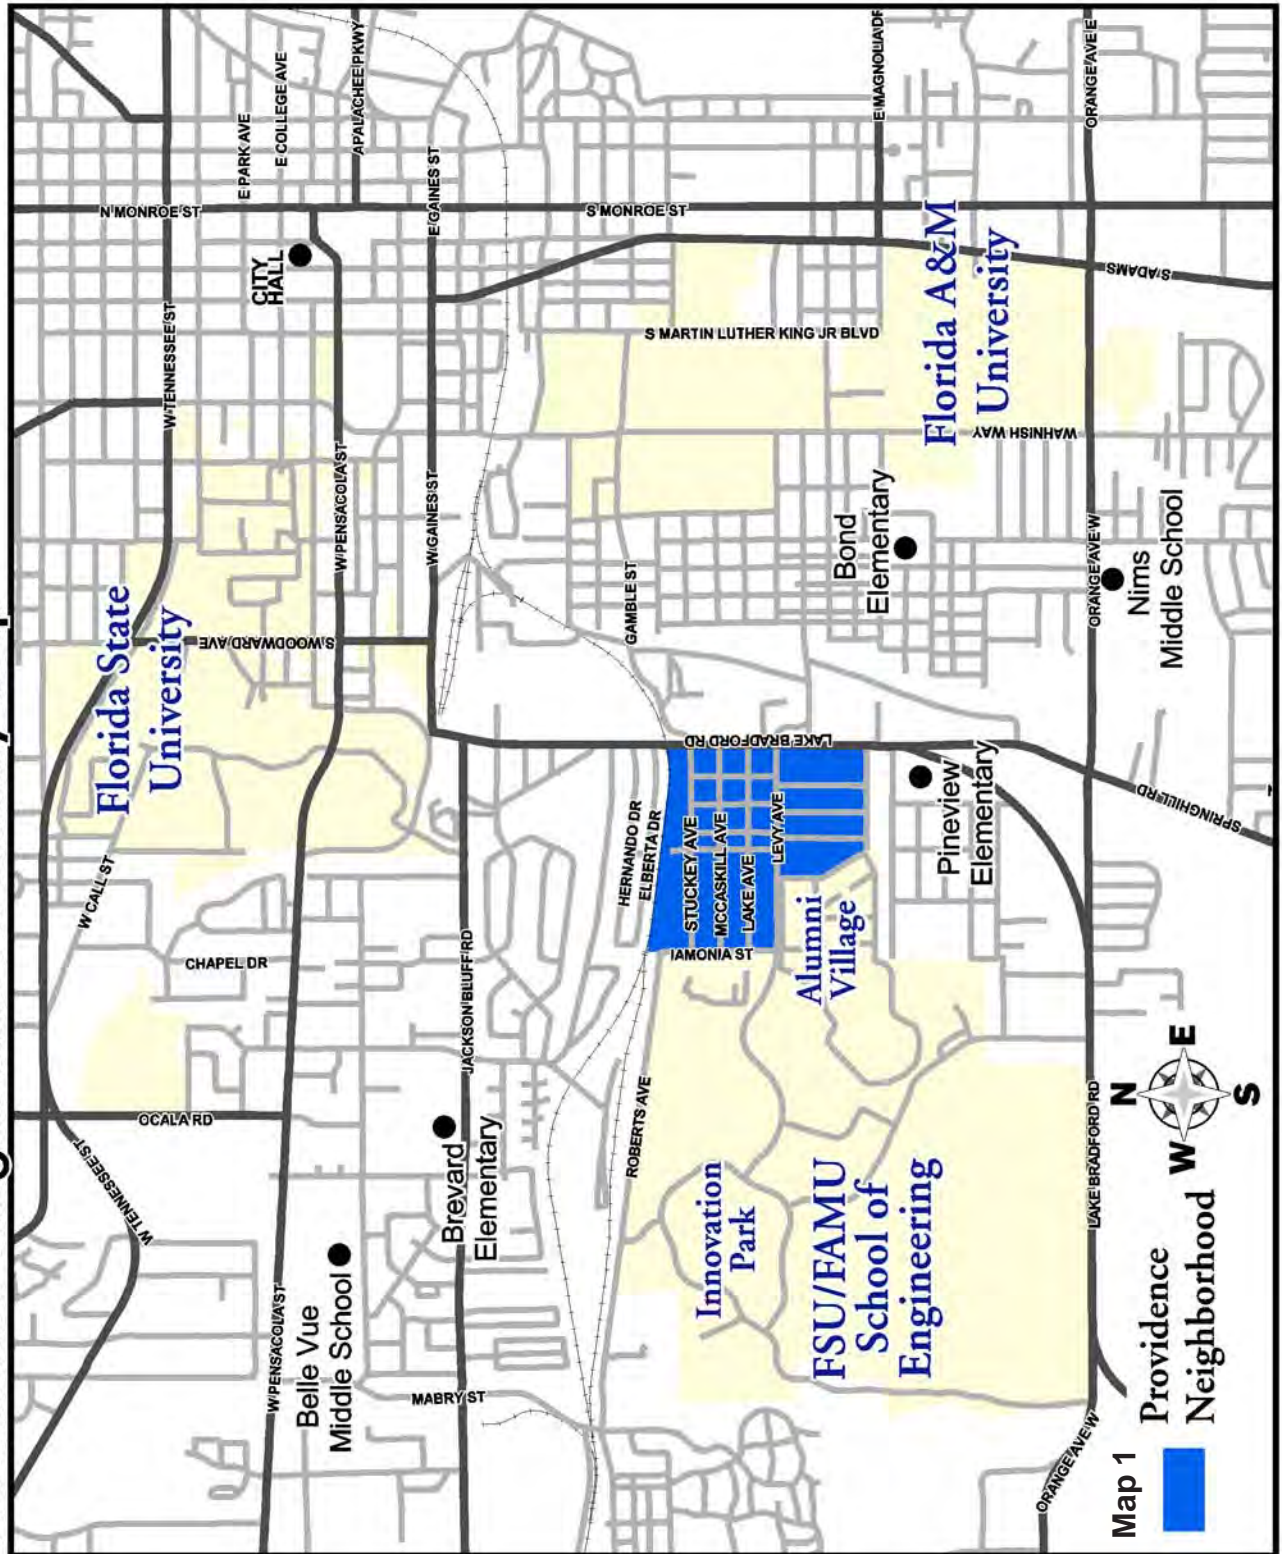 N MONROE ST
E PARK AVE
E COLLEGE AVE
APALACHEE PKWY
E GAINES ST
S MONROE ST
E MAGNOLIA DR
ORANGE AVE E
CITY
HALL
W TENNESSEE ST
S MARTIN LUTHER KING JR BLVD
Florida A&M
University
S ADAMS
WAHNISH WAY
W PENSACOLA ST
W GAINES ST
Florida State
University
S WOODWARD AVE
GAMBLE ST
Bond
Elementary
ORANGE AVE W
Nims
Middle School
LAKE BRADFORD RD
W CALL ST
CHAPEL DR
JACKSON BLUFF RD
HERNANDO DR
ELBERTA DR
STUCKEY AVE
MCCASKILL AVE
LAKE AVE
LEVY AVE
IAMONIA ST
Alumni
Village
Pineview
Elementary
SPRINGHILL RD
OCALA RD
W TENNESSEE ST
Brevard
Elementary
ROBERTS AVE
Innovation
Park
FSU/FAMU
School of
Engineering
LAKE BRADFORD RD
W PENSACOLA ST
Belle Vue
Middle School
MABRY ST
ORANGE AVE W
N
W
E
S
Map 1
Providence
Neighborhood